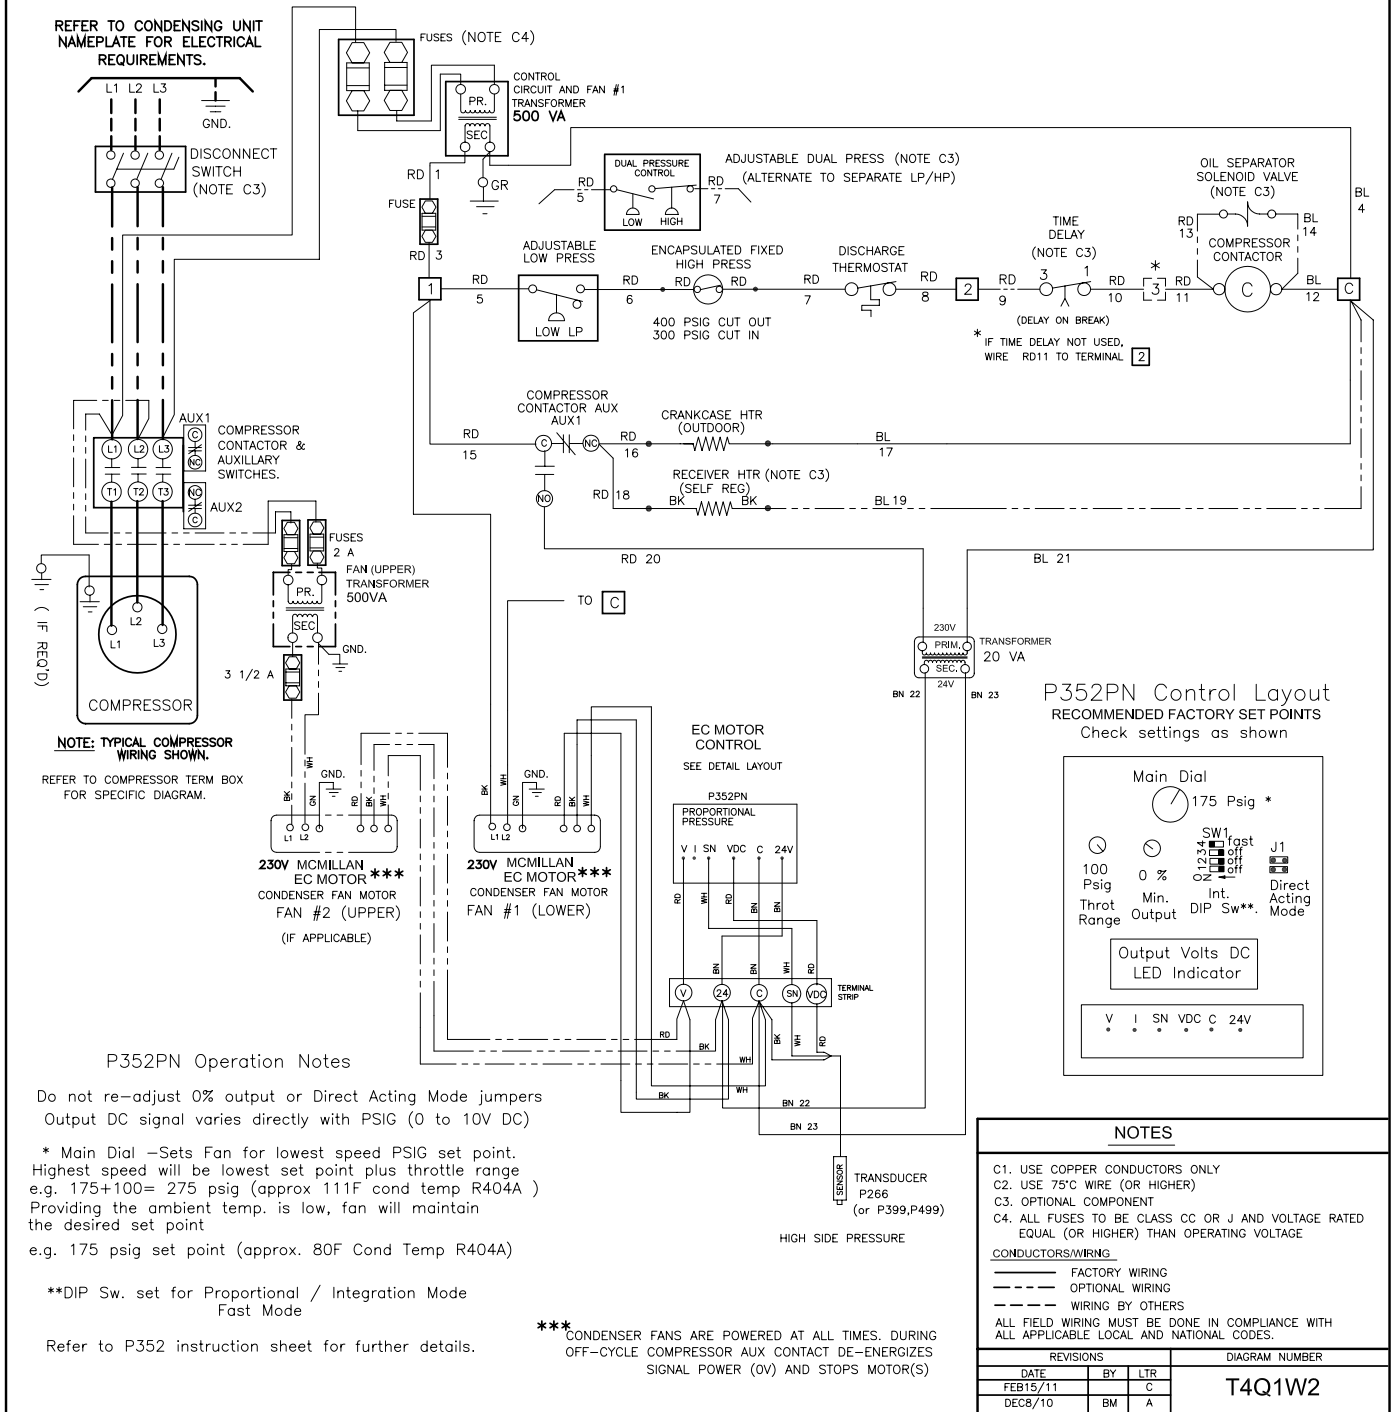 REFER TO CONDENSING UNIT
NAMEPLATE FOR ELECTRICAL
REQUIREMENTS.
L1 L2 L3
GND.
DISCONNECT
SWITCH
(NOTE C3)
FUSES (NOTE C4)
CONTROL
CIRCUIT AND FAN #1
TRANSFORMER
500 VA
PR.
SEC
RD 1
GR
FUSE
RD 3
1
DUAL PRESSURE
CONTROL
RD
5
RD
7
LOW HIGH
ADJUSTABLE DUAL PRESS (NOTE C3)
(ALTERNATE TO SEPARATE LP/HP)
OIL SEPARATOR
SOLENOID VALVE
(NOTE C3)
RD
13
BL
14
BL
4
COMPRESSOR
CONTACTOR
C
ADJUSTABLE
LOW PRESS
RD
5
LOW LP
RD
6
ENCAPSULATED FIXED
HIGH PRESS
RD RD
400 PSIG CUT OUT
300 PSIG CUT IN
RD
7
DISCHARGE
THERMOSTAT
RD
8
2
RD
9
TIME
DELAY
(NOTE C3)
3 1
(DELAY ON BREAK)
RD
10
*
3
RD
11
BL
12
C
* IF TIME DELAY NOT USED,
WIRE RD11 TO TERMINAL 2
AUX1
C
NC
L1 L2 L3
T1 T2 T3
COMPRESSOR
CONTACTOR &
AUXILLARY
SWITCHES.
NC
C
AUX2
COMPRESSOR
CONTACTOR AUX
AUX1
RD
15
C
NC
NO
RD
16
CRANKCASE HTR
(OUTDOOR)
BL
17
RD 18
RECEIVER HTR (NOTE C3)
(SELF REG)
BK BK
BL 19
RD 20
BL 21
FUSES
2 A
FAN (UPPER)
TRANSFORMER
500VA
PR.
SEC
GND.
3 1/2 A
( IF REQ'D)
L1
L2
L3
COMPRESSOR
NOTE: TYPICAL COMPRESSOR
WIRING SHOWN.
REFER TO COMPRESSOR TERM BOX
FOR SPECIFIC DIAGRAM.
TO C
230V
PRIM.
SEC.
24V
TRANSFORMER
20 VA
BN 22
BN 23
BK
WH
GN
GND.
RD
BK
WH
L1 L2
230V MCMILLAN
EC MOTOR ***
CONDENSER FAN MOTOR
FAN #2 (UPPER)
(IF APPLICABLE)
BK
WH
GN
GND.
RD
BK
WH
L1 L2
230V MCMILLAN
EC MOTOR ***
CONDENSER FAN MOTOR
FAN #1 (LOWER)
EC MOTOR
CONTROL
SEE DETAIL LAYOUT
P352PN
PROPORTIONAL
PRESSURE
V I SN VDC C 24V
RD
WH
RD
BN
BN
BN
BN
WH
RD
V 24 C SN VDC
TERMINAL
STRIP
RD
BK
WH
BK
WH
RD
WH
BK
BN 22
BN 23
SENSOR
TRANSDUCER
P266
(or P399,P499)
HIGH SIDE PRESSURE
P352PN Control Layout
RECOMMENDED FACTORY SET POINTS
Check settings as shown
Main Dial
175 Psig *
100
Psig
Throt
Range
0 %
Min.
Output
SW1
fast
off
off
off
1234
ON
Int.
DIP Sw**.
J1
Direct
Acting
Mode
Output Volts DC
LED Indicator
V I SN VDC C 24V
P352PN Operation Notes
Do not re-adjust 0% output or Direct Acting Mode jumpers
Output DC signal varies directly with PSIG (0 to 10V DC)
* Main Dial -Sets Fan for lowest speed PSIG set point.
Highest speed will be lowest set point plus throttle range
e.g. 175+100= 275 psig (approx 111F cond temp R404A )
Providing the ambient temp. is low, fan will maintain
the desired set point
e.g. 175 psig set point (approx. 80F Cond Temp R404A)
**DIP Sw. set for Proportional / Integration Mode
Fast Mode
Refer to P352 instruction sheet for further details.
***CONDENSER FANS ARE POWERED AT ALL TIMES. DURING
OFF-CYCLE COMPRESSOR AUX CONTACT DE-ENERGIZES
SIGNAL POWER (0V) AND STOPS MOTOR(S)
NOTES
C1. USE COPPER CONDUCTORS ONLY
C2. USE 75°C WIRE (OR HIGHER)
C3. OPTIONAL COMPONENT
C4. ALL FUSES TO BE CLASS CC OR J AND VOLTAGE RATED
EQUAL (OR HIGHER) THAN OPERATING VOLTAGE
CONDUCTORS/WIRNG
FACTORY WIRING
OPTIONAL WIRING
WIRING BY OTHERS
ALL FIELD WIRING MUST BE DONE IN COMPLIANCE WITH
ALL APPLICABLE LOCAL AND NATIONAL CODES.
REVISIONS
DATE BY LTR
FEB15/11 C
DEC8/10 BM A
DIAGRAM NUMBER
T4Q1W2